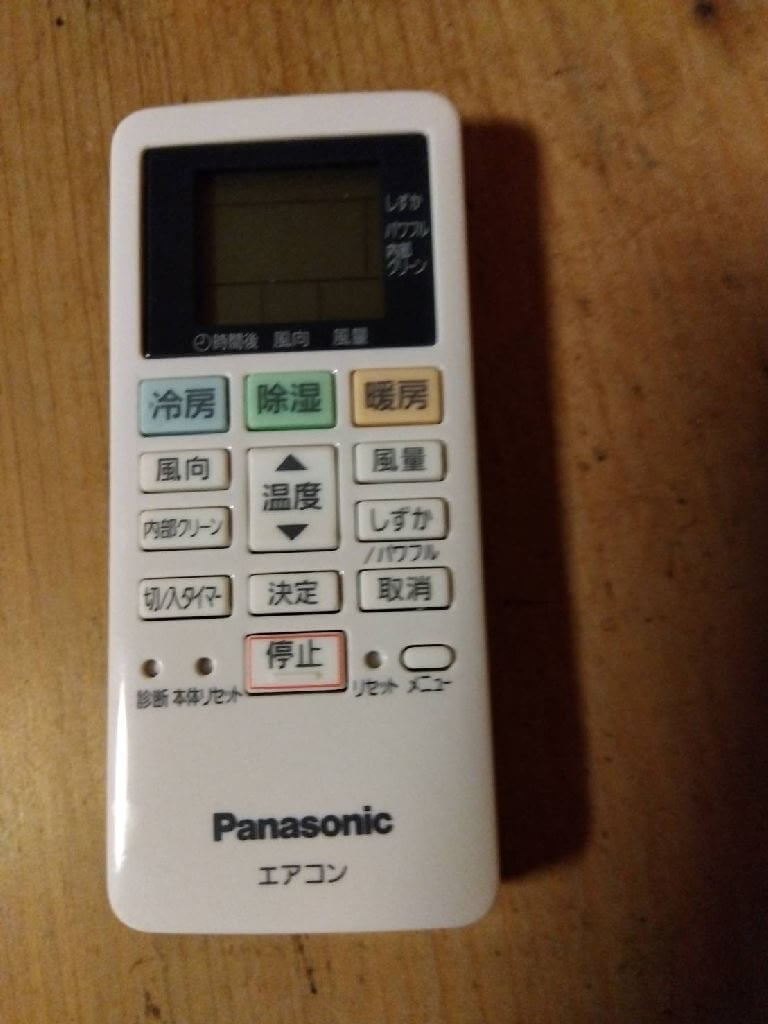 しずか
パワフル
内部
クリーン
時間後 風向 風量
冷房 除湿 暖房
風向 温度 風量
内部クリーン しずか
/パワフル
切/入タイマー 決定 取消
停止
診断 本体リセット リセット メニュー
Panasonic
エアコン